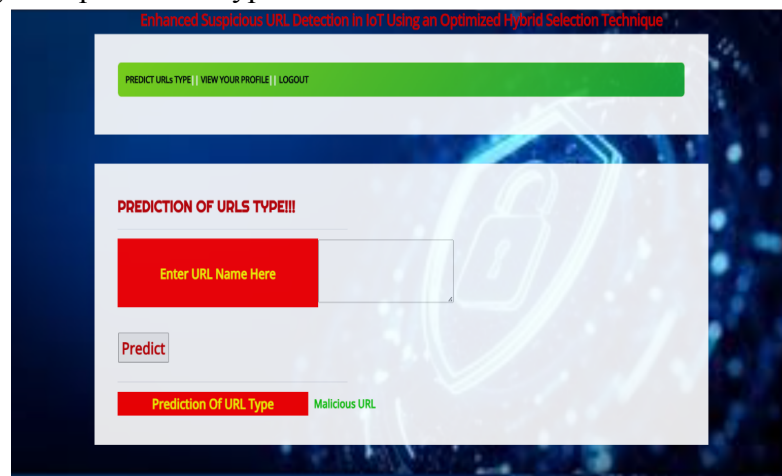 Enhanced Suspicious URL Detection in IoT Using an Optimized Hybrid Selection Technique
PREDICT URLs TYPE || VIEW YOUR PROFILE || LOGOUT
PREDICTION OF URLS TYPE!!!
Enter URL Name Here
Predict
Prediction Of URL Type Malicious URL